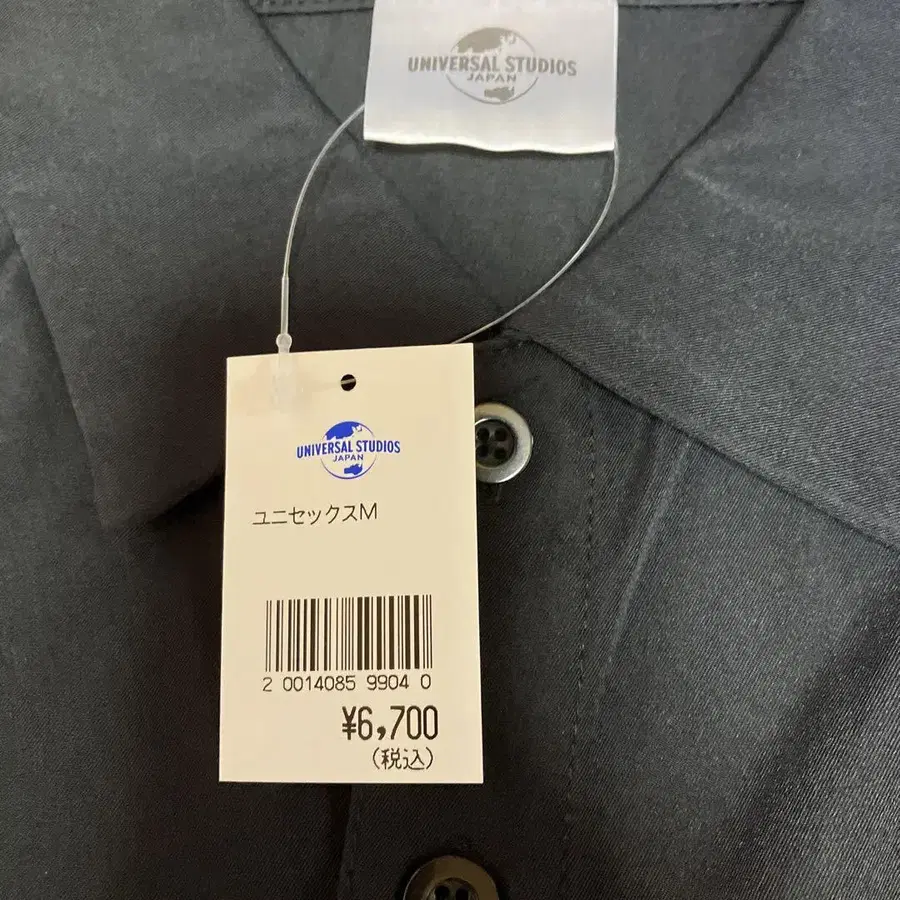 UNIVERSAL STUDIOS
JAPAN
UNIVERSAL STUDIOS
JAPAN
ユニセックスM
2 0014085 9904 0
¥6,700
(税込)